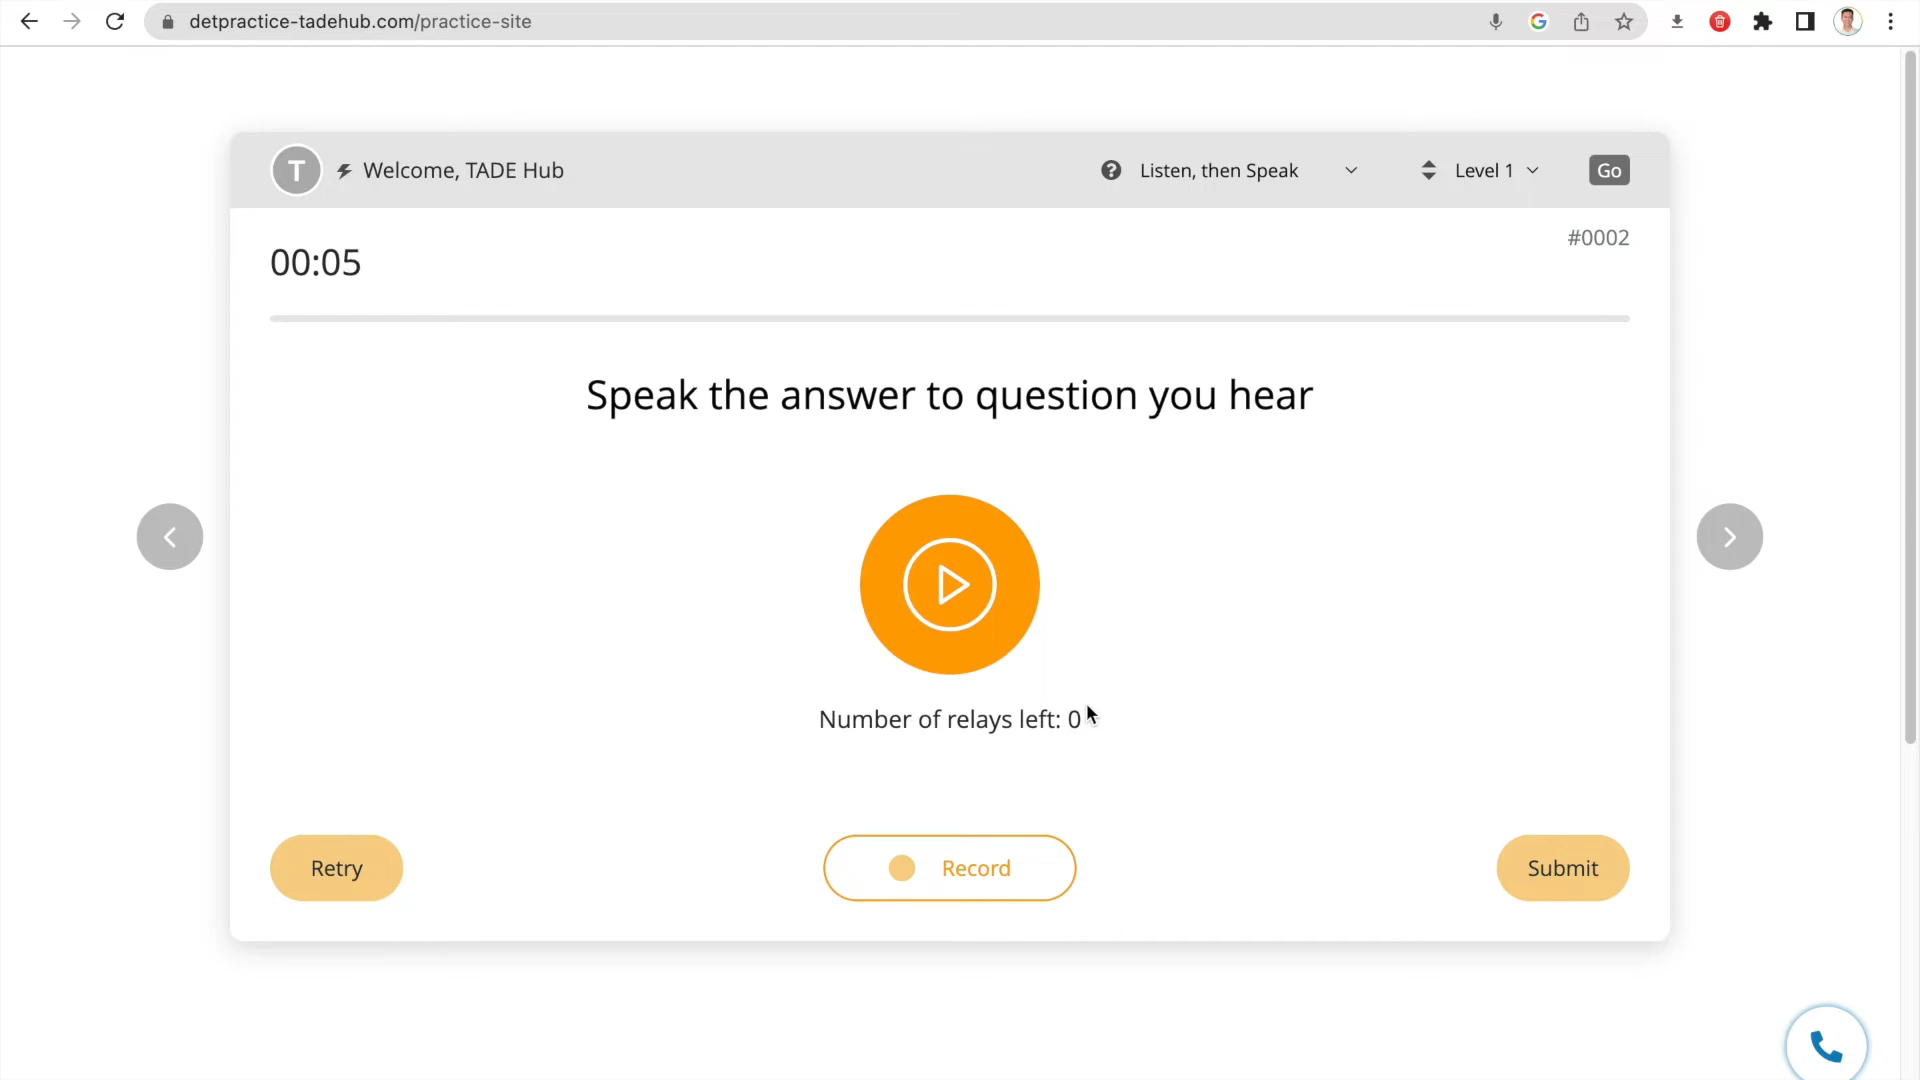 detpractice-tadehub.com/practice-site
T
Welcome, TADE Hub
Listen, then Speak
Level 1
Go
00:05
#0002
Speak the answer to question you hear
Number of relays left: 0
Retry
Record
Submit